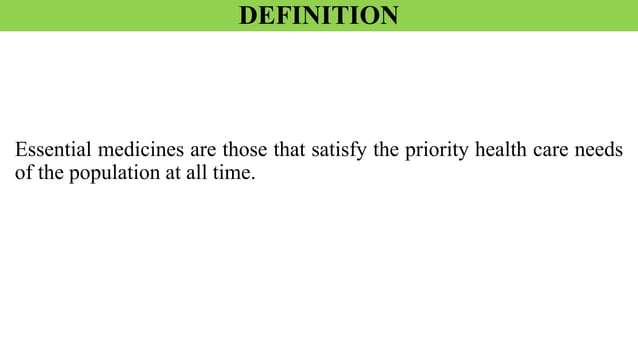 DEFINITION
Essential medicines are those that satisfy the priority health care needs
of the population at all time.